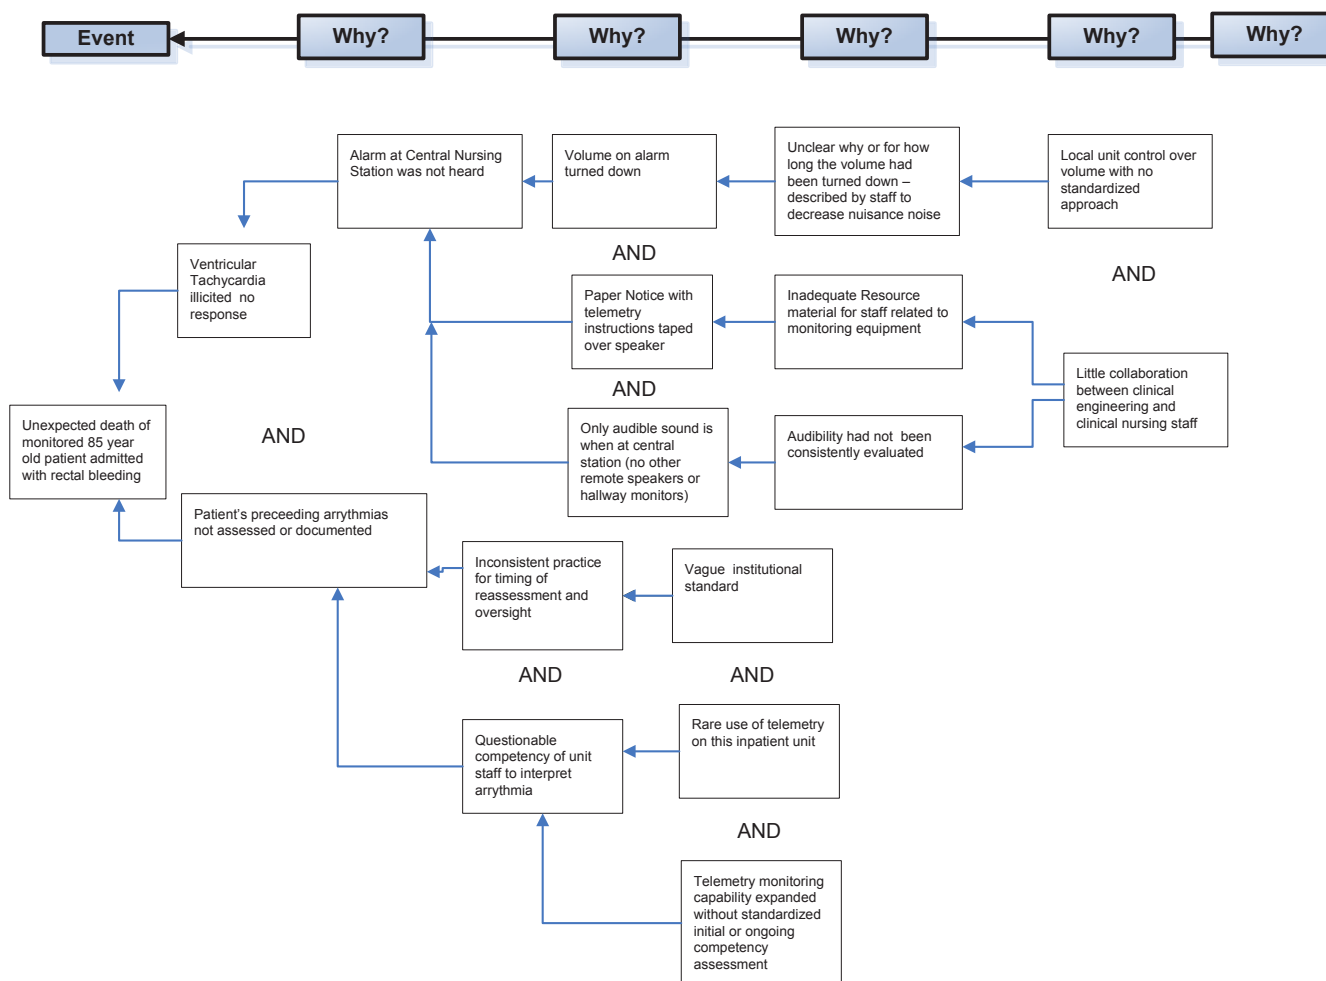 Event
Why?
Why?
Why?
Why?
Why?
Alarm at Central Nursing
Station was not heard
Volume on alarm
turned down
Unclear why or for how
long the volume had
been turned down –
described by staff to
decrease nuisance noise
Local unit control over
volume with no
standardized
approach
AND
AND
Ventricular
Tachycardia
illicited  no
response
Paper Notice with
telemetry
instructions taped
over speaker
Inadequate Resource
material for staff related to
monitoring equipment
AND
Little collaboration
between clinical
engineering and
clinical nursing staff
Unexpected death of
monitored 85 year
old patient admitted
with rectal bleeding
AND
Only audible sound is
when at central
station (no other
remote speakers or
hallway monitors)
Audibility had not  been
consistently evaluated
Patient's preceeding arrythmias
not assessed or documented
Inconsistent practice
for timing of
reassessment and
oversight
Vague  institutional
standard
AND
AND
Questionable
competency of unit
staff to interpret
arrythmia
Rare use of telemetry
on this inpatient unit
AND
Telemetry monitoring
capability expanded
without standardized
initial or ongoing
competency
assessment